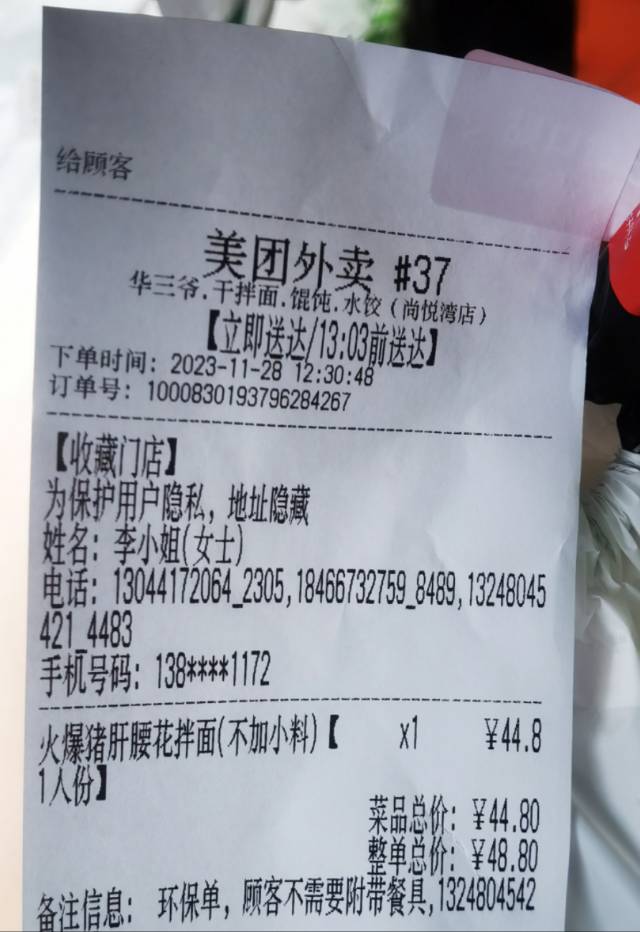 给顾客
美团外卖 #37
华三爷.干拌面.馄饨.水饺(尚悦湾店)
【立即送达/13:03前送达】
下单时间: 2023-11-28 12:30:48
订单号: 1000830193796284267
【收藏门店】
为保护用户隐私, 地址隐藏
姓名: 李小姐(女士)
电话: 13044172064_2305,18466732759_8489,13248045
421_4483
手机号码: 138****1172
火爆猪肝腰花拌面(不加小料)【 x1 ¥44.8
1人份】
菜品总价: ¥44.80
整单总价: ¥48.80
备注信息: 环保单, 顾客不需要附带餐具,1324804542